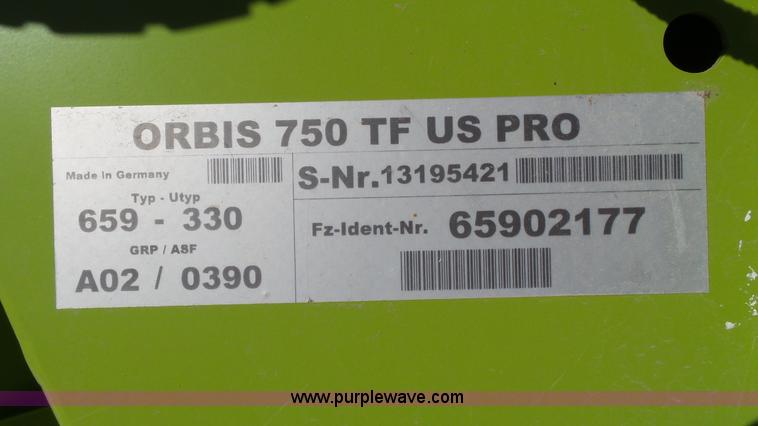 ORBIS 750 TF US PRO
Made in Germany
Typ - Utyp
659 - 330
GRP / ASF
A02 / 0390
S-Nr.13195421
Fz-Ident-Nr. 65902177
www.purplewave.com